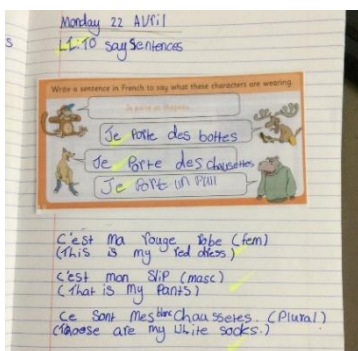 Monday 22 Avril
L.I. TO say Sentences
Write a sentence in French to say what these characters are wearing.
Je porte un chapeau.
Je Porte des bottes
Je Porte des chausettes
Je Porte un Pull
C'est ma rouge robe (fem)
(This is my red dress)
C'est mon Slip (masc)
(That is my Pants)
Ce Sont mes blanc Chaussetes. (Plural)
(Those are my white socks.)